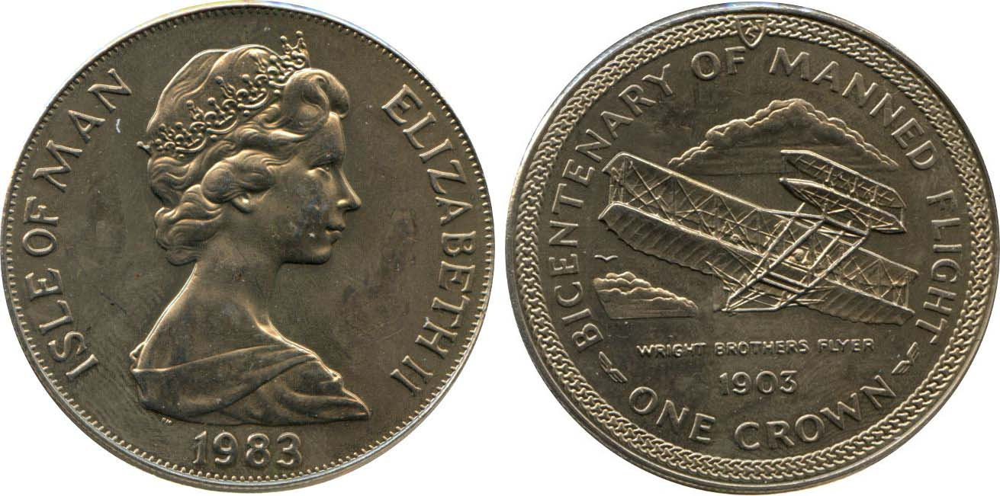 ISLE OF MAN
ELIZABETH II
1983
BICENTENARY OF MANNED FLIGHT
WRIGHT BROTHERS FLYER
1903
ONE CROWN